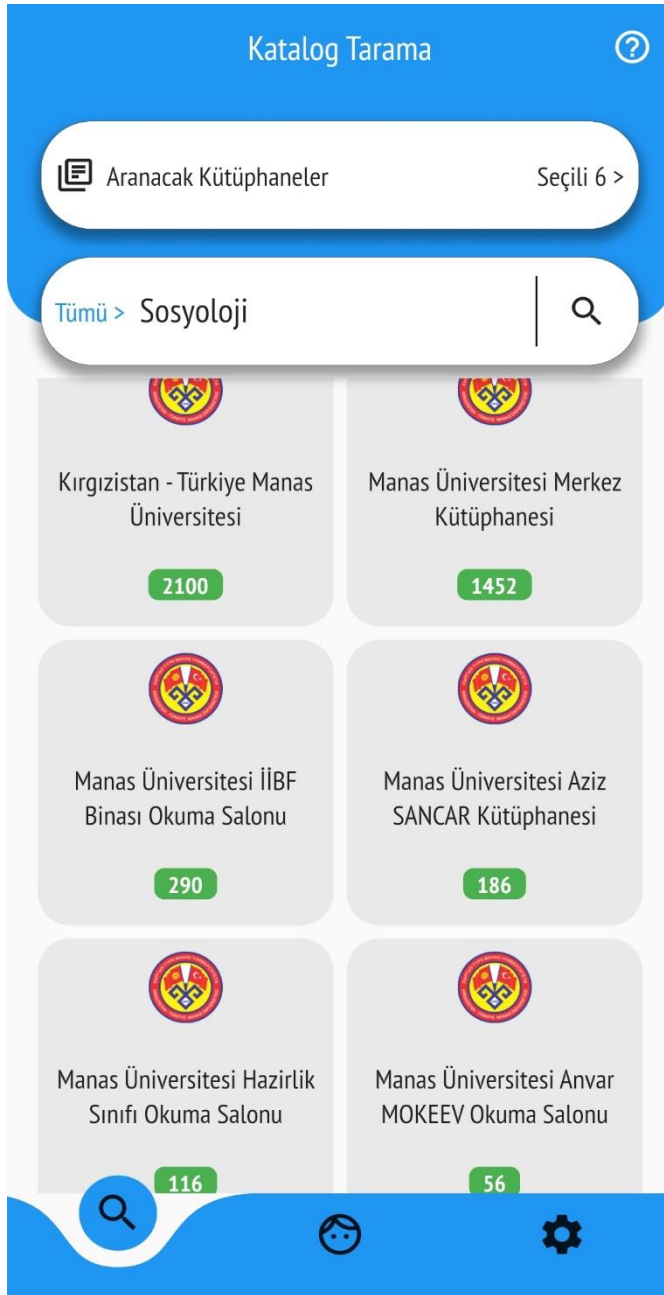 Katalog Tarama
Aranacak Kütüphaneler Seçili 6 >
Tümü > Sosyoloji
Kırgızistan - Türkiye Manas
Üniversitesi
2100
Manas Üniversitesi Merkez
Kütüphanesi
1452
Manas Üniversitesi İİBF
Binası Okuma Salonu
290
Manas Üniversitesi Aziz
SANCAR Kütüphanesi
186
Manas Üniversitesi Hazirlik
Sınıfı Okuma Salonu
116
Manas Üniversitesi Anvar
MOKEEV Okuma Salonu
56